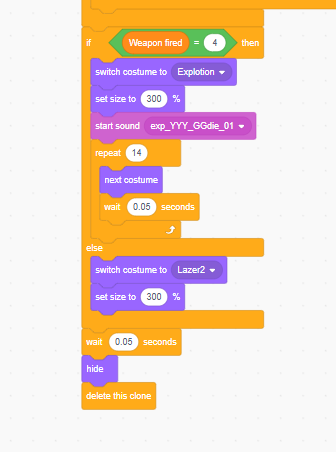 if Weapon fired = 4 then
switch costume to Explotion
set size to 300 %
start sound exp_YYY_GGdie_01
repeat 14
next costume
wait 0.05 seconds
else
switch costume to Lazer2
set size to 300 %
wait 0.05 seconds
hide
delete this clone